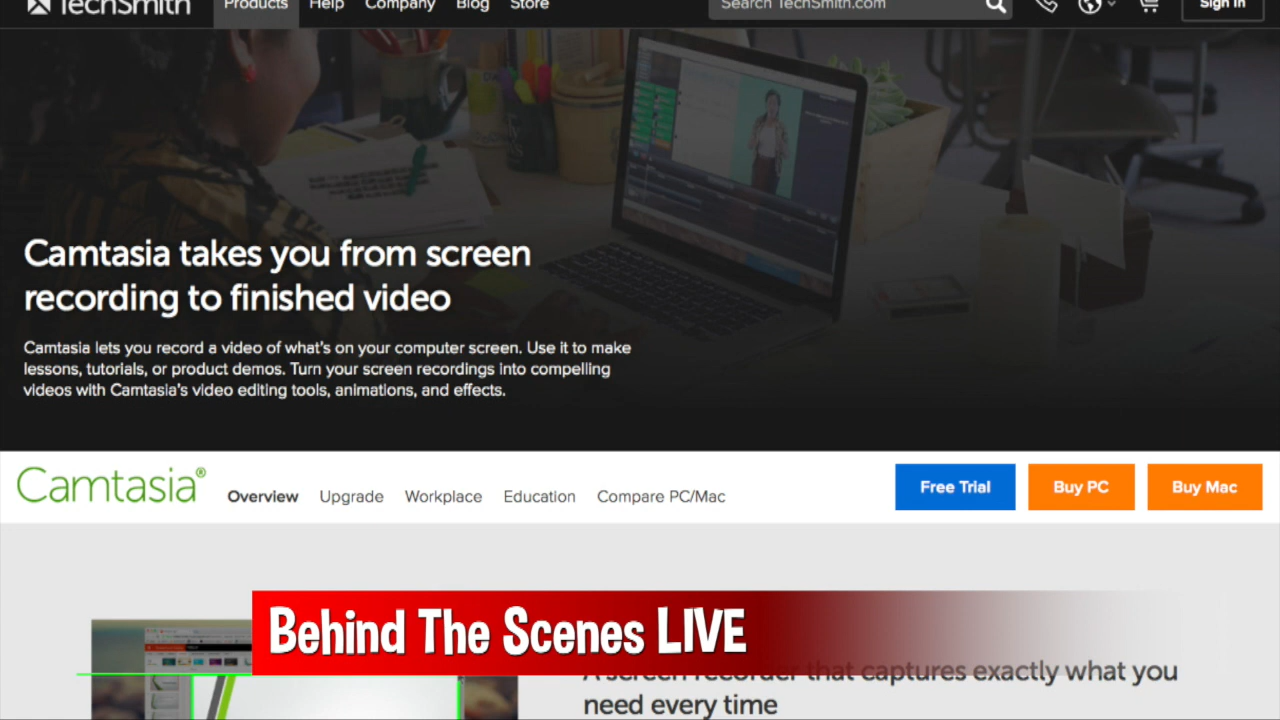 TechSmith
Products Help Company Blog Store
Search TechSmith.com
Sign In
Camtasia takes you from screen
recording to finished video
Camtasia lets you record a video of what's on your computer screen. Use it to make
lessons, tutorials, or product demos. Turn your screen recordings into compelling
videos with Camtasia's video editing tools, animations, and effects.
Camtasia®
Overview Upgrade Workplace Education Compare PC/Mac
Free Trial Buy PC Buy Mac
Behind The Scenes LIVE
A screen recorder that captures exactly what you
need every time